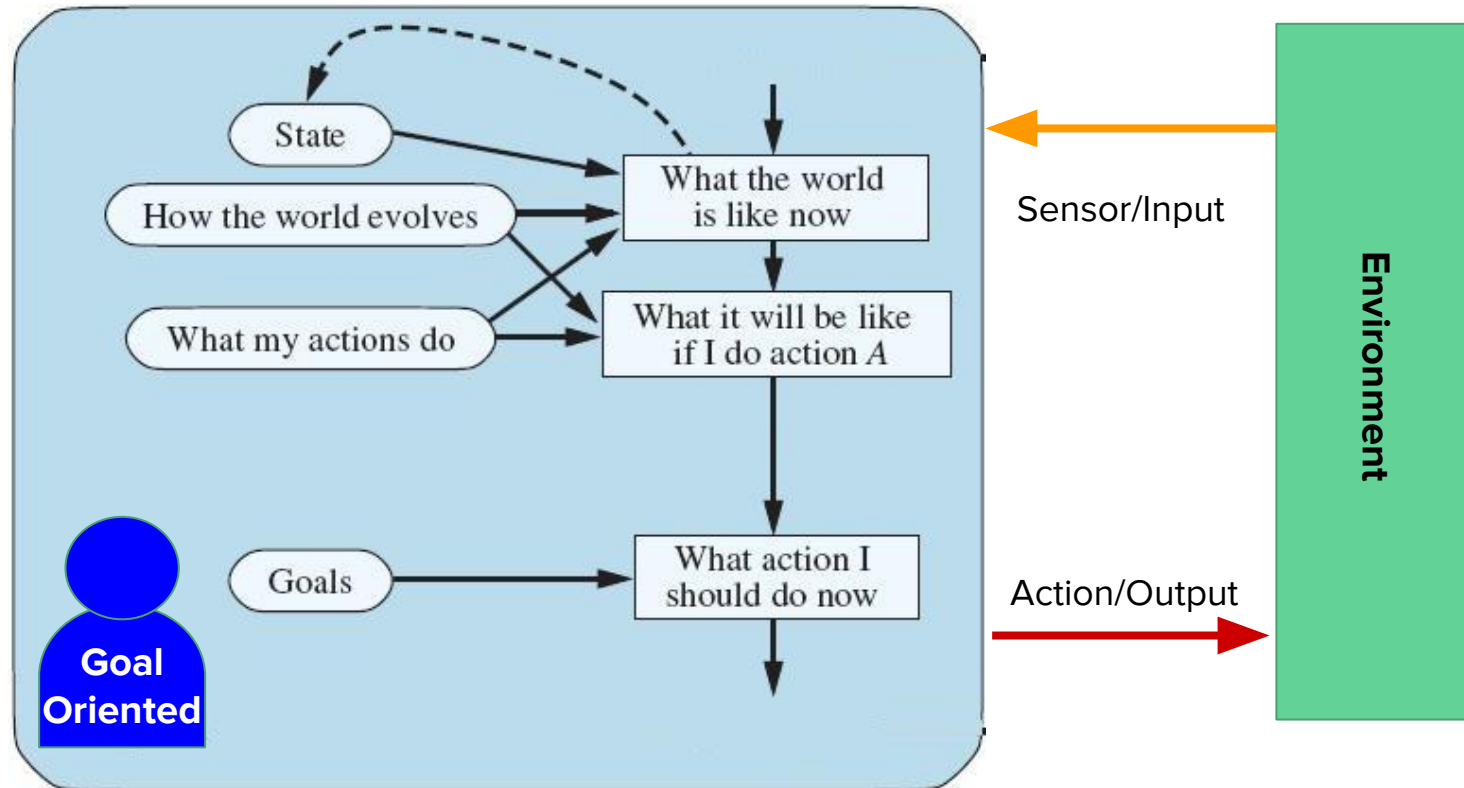 State
What the world
is like now
How the world evolves
What my actions do
What it will be like
if I do action A
Goals
What action I
should do now
Goal
Oriented
Sensor/Input
Action/Output
Environment